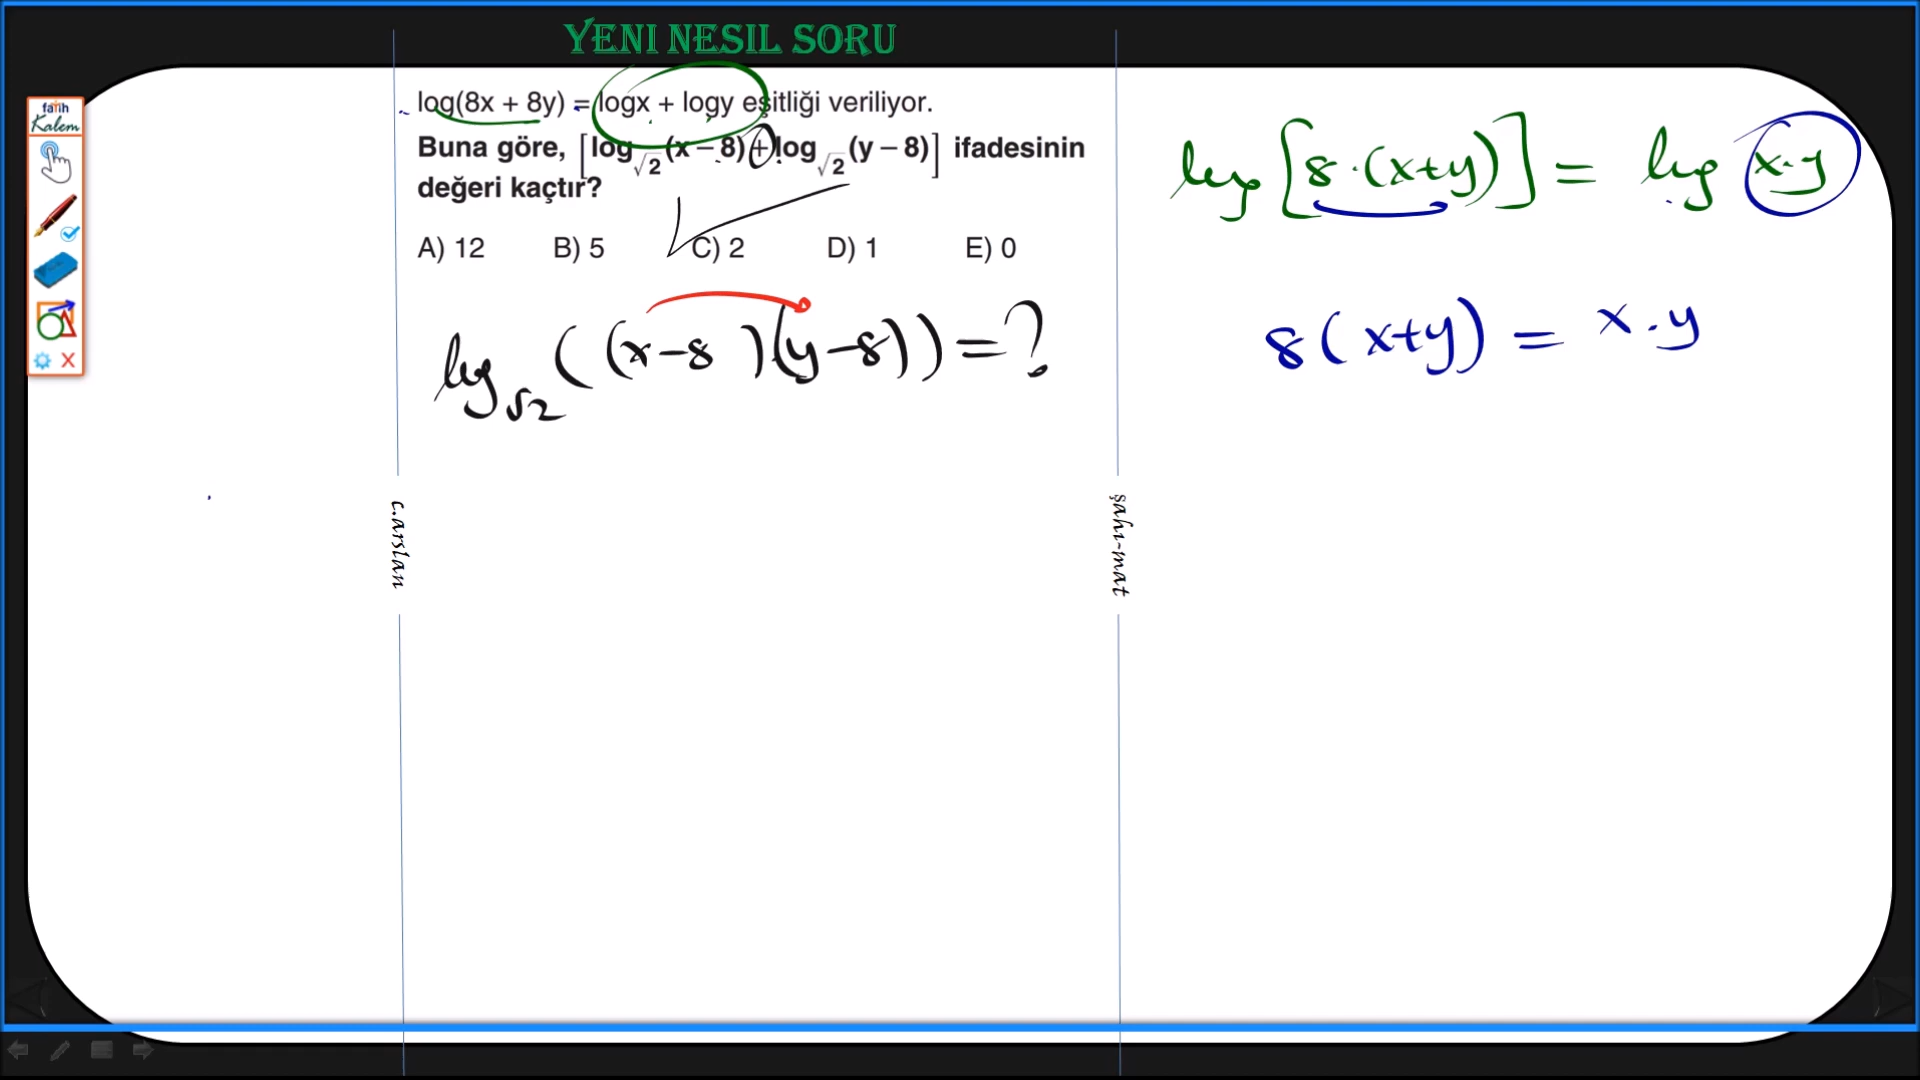 YENI NESIL SORU
fatih
Kalem
log(8x + 8y) = logx + logy eşitliği veriliyor.
Buna göre, [log√2(x – 8) + log√2(y – 8)] ifadesinin
değeri kaçtır?
A) 12 B) 5 C) 2 D) 1 E) 0
log√2((x-8)(y-8)) = ?
log[8.(x+y)] = log x.y
8(x+y) = x.y
c.arslan
şahı-mat